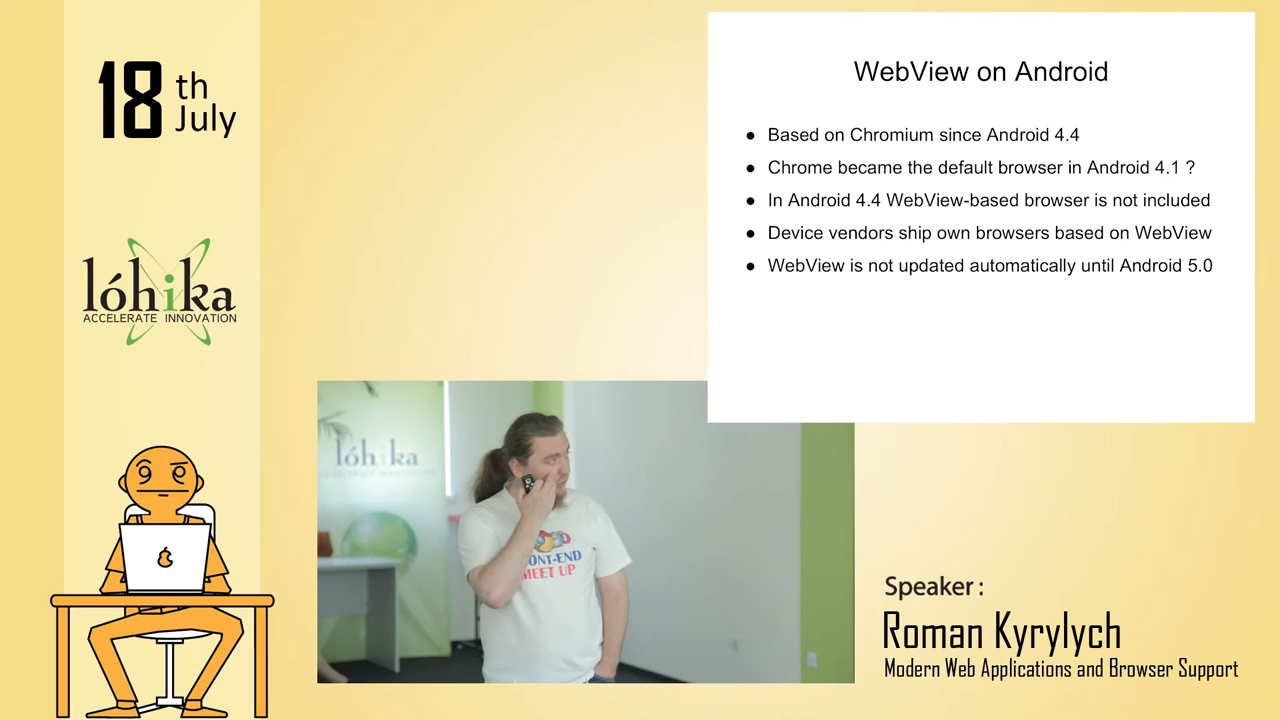 18 th July
lóhika
ACCELERATE INNOVATION
WebView on Android
● Based on Chromium since Android 4.4
● Chrome became the default browser in Android 4.1 ?
● In Android 4.4 WebView-based browser is not included
● Device vendors ship own browsers based on WebView
● WebView is not updated automatically until Android 5.0
lóhika
FRONT-END
MEET UP
Speaker :
Roman Kyrylych
Modern Web Applications and Browser Support